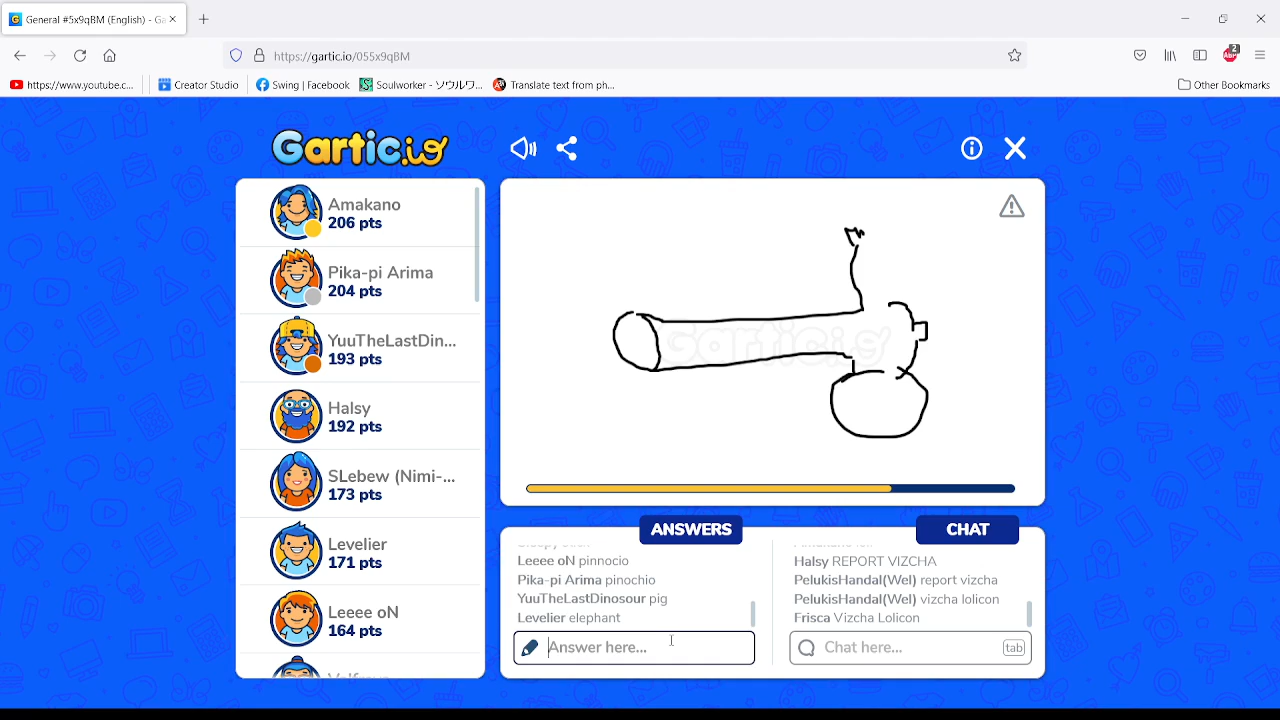 General #5x9qBM (English) - Ga
https://gartic.io/055x9qBM
2
https://www.youtube.c...
Creator Studio
Swing | Facebook
Soulworker - ソウルワ...
Translate text from ph...
Other Bookmarks
Gartic.io
Amakano
206 pts
Pika-pi Arima
204 pts
YuuTheLastDin...
193 pts
Halsy
192 pts
SLebew (Nimi-...
173 pts
Levelier
171 pts
Leeee oN
164 pts
Gartic.io
ANSWERS
Leeee oN pinnocio
Pika-pi Arima pinochio
YuuTheLastDinosour pig
Levelier elephant
Answer here...
CHAT
Halsy REPORT VIZCHA
PelukisHandal(Wel) report vizcha
PelukisHandal(Wel) vizcha lolicon
Frisca Vizcha Lolicon
Chat here...
tab